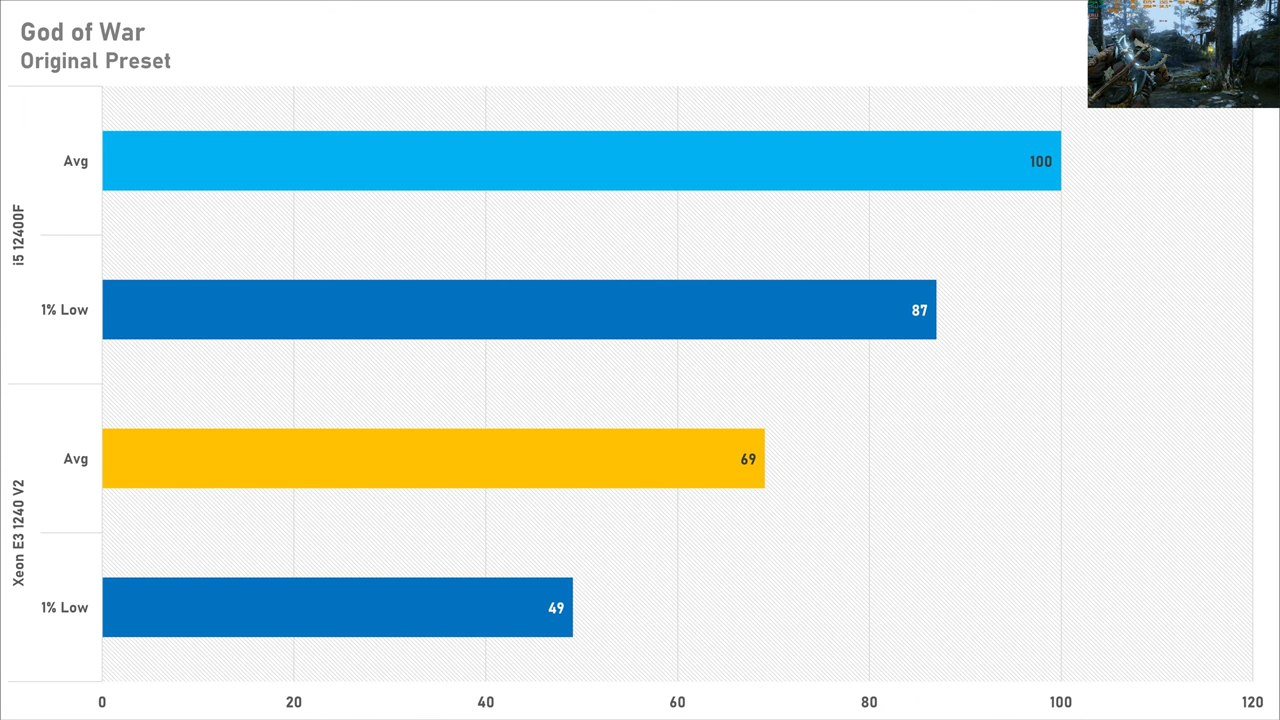 God of War
Original Preset
i5 12400F
Avg
100
1% Low
87
Xeon E3 1240 V2
Avg
69
1% Low
49
0 20 40 60 80 100 120